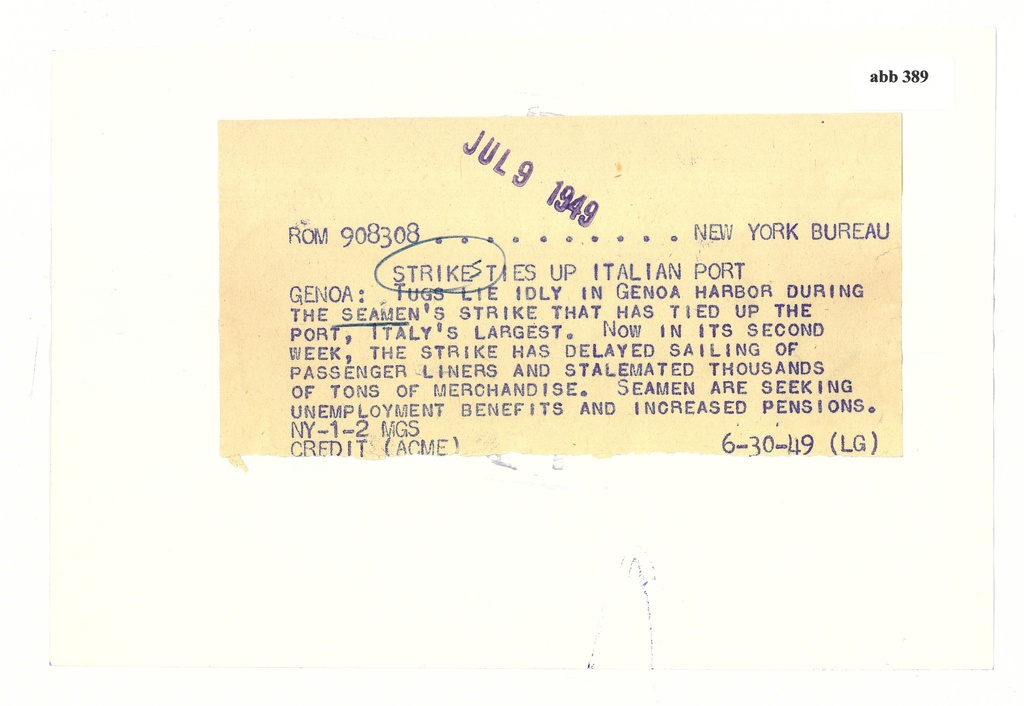 abb 389
JUL 9 1949
ROM 908308 . . . . . . . . . . NEW YORK BUREAU
STRIKES TIES UP ITALIAN PORT
GENOA: TUGS LIE IDLY IN GENOA HARBOR DURING
THE SEAMEN'S STRIKE THAT HAS TIED UP THE
PORT, ITALY'S LARGEST. NOW IN ITS SECOND
WEEK, THE STRIKE HAS DELAYED SAILING OF
PASSENGER LINERS AND STALEMATED THOUSANDS
OF TONS OF MERCHANDISE. SEAMEN ARE SEEKING
UNEMPLOYMENT BENEFITS AND INCREASED PENSIONS.
NY-1-2 MGS
CREDIT (ACME) 6-30-49 (LG)